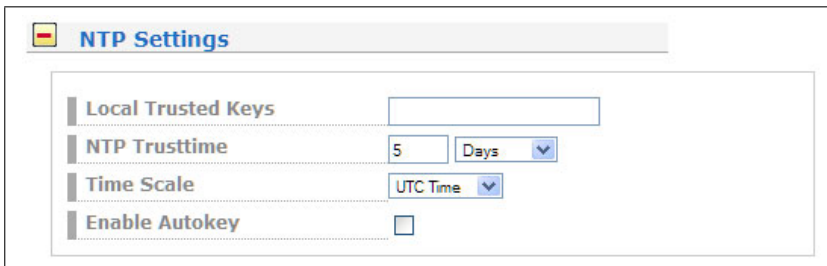 NTP Settings
Local Trusted Keys
NTP Trusttime 5 Days
Time Scale UTC Time
Enable Autokey